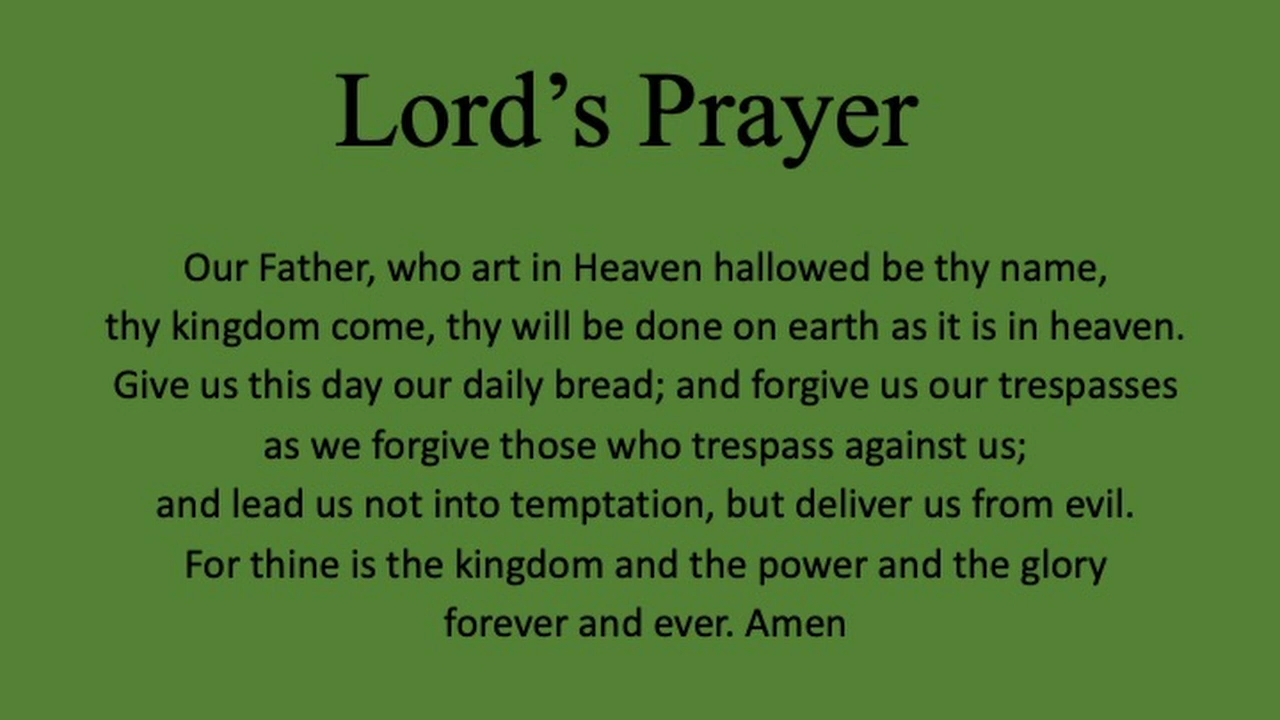 Lord’s Prayer
Our Father, who art in Heaven hallowed be thy name,
thy kingdom come, thy will be done on earth as it is in heaven.
Give us this day our daily bread; and forgive us our trespasses
as we forgive those who trespass against us;
and lead us not into temptation, but deliver us from evil.
For thine is the kingdom and the power and the glory
forever and ever. Amen